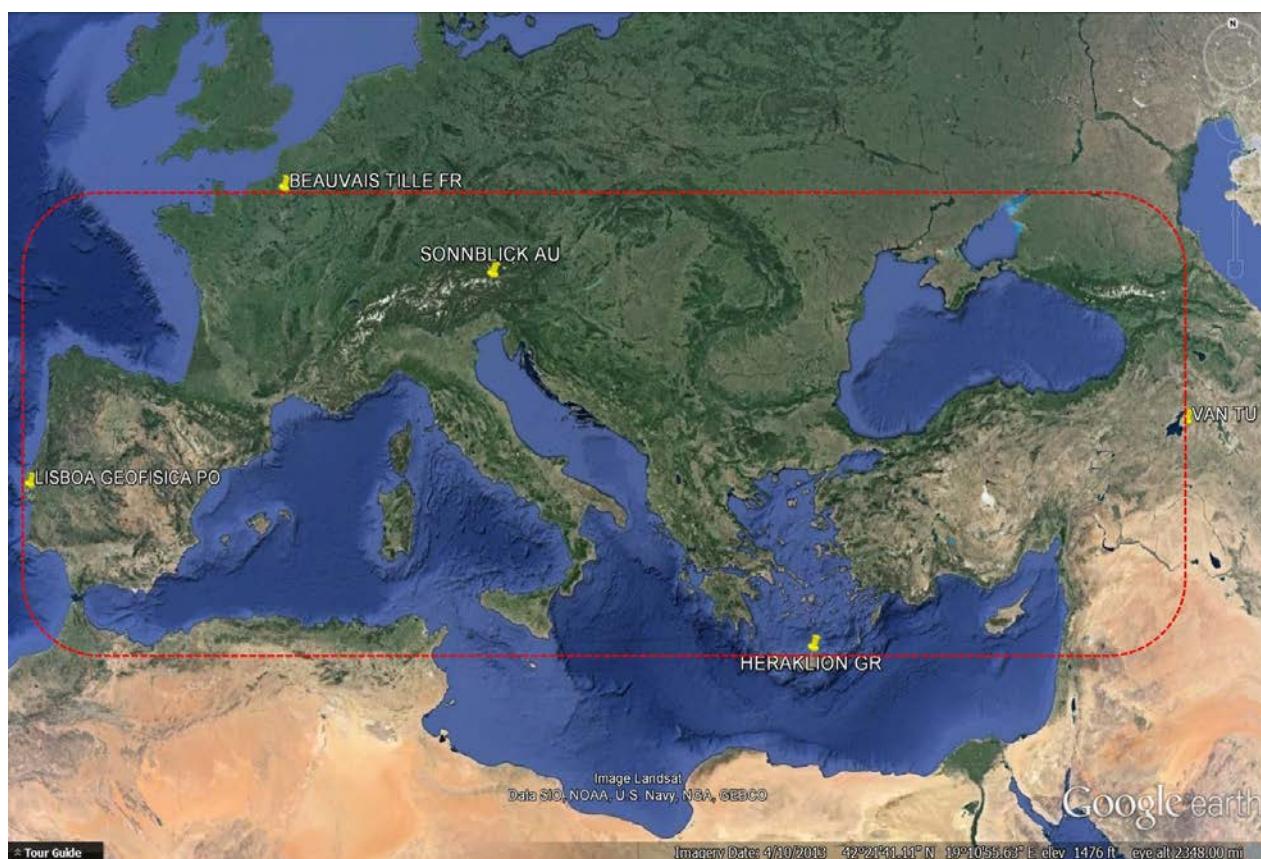 N
BEAUVAIS TILLE FR
SONNBLICK AU
VAN TU
LISBOA GEOFISICA PO
HERAKLION GR
Image Landsat
Data SIO, NOAA, U.S. Navy, NGA, GEBCO
Google earth
Tour Guide
Imagery Date: 4/10/2013 42°21'41.11" N 19°10'55.63" E elev 1476 ft eye alt 2348.00 mi